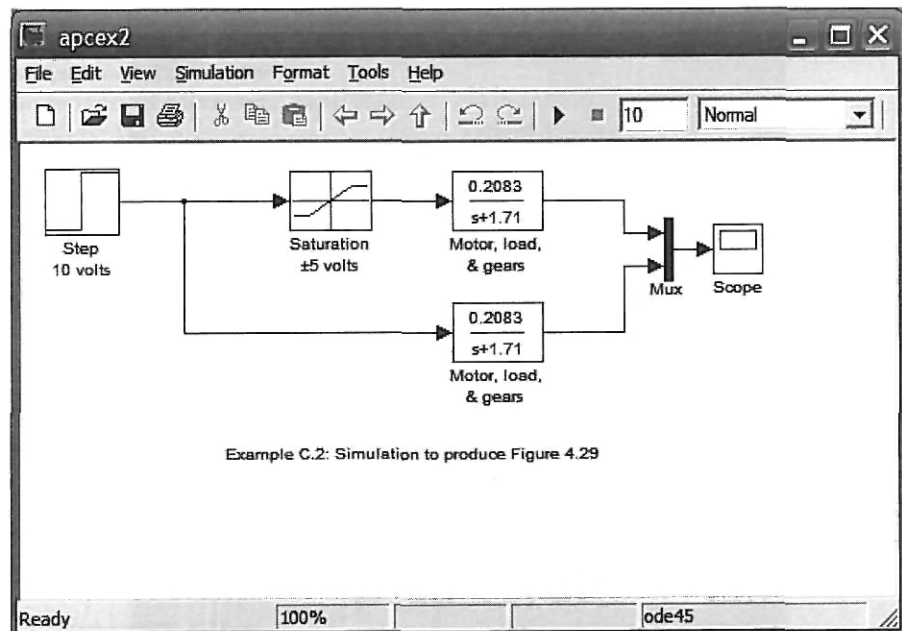 apcex2
File Edit View Simulation Format Tools Help
10 Normal
Step
10 volts
Saturation
±5 volts
0.2083
s+1.71
Motor, load,
& gears
Mux
Scope
0.2083
s+1.71
Motor, load,
& gears
Example C.2: Simulation to produce Figure 4.29
Ready 100% ode45